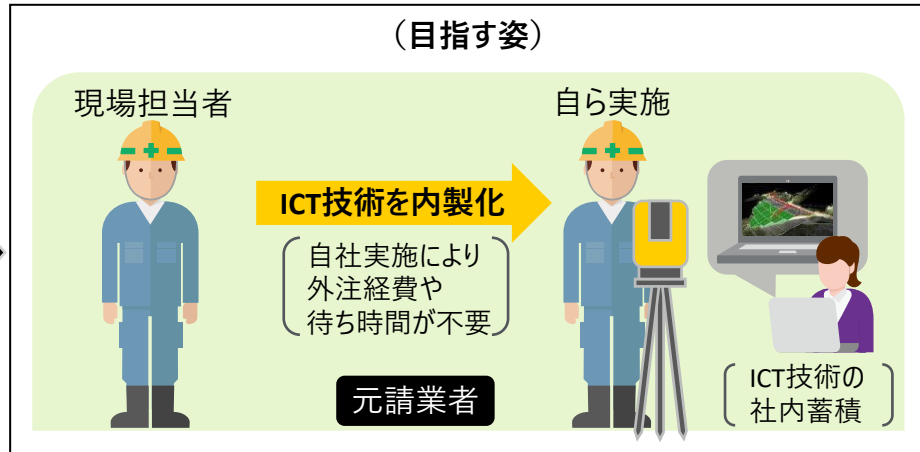 （目指す姿）
現場担当者
自ら実施
ICT技術を内製化
自社実施により
外注経費や
待ち時間が不要
元請業者
ICT技術の
社内蓄積